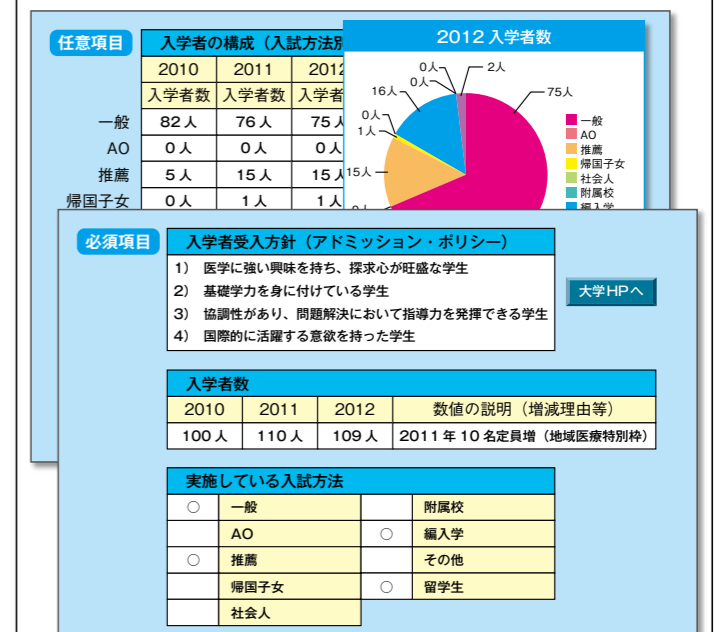 任意項目
入学者の構成（入試方法別
2010 2011 2012
入学者数 入学者数 入学者
一般 82人 76人 75人
AO 0人 0人 0人
推薦 5人 15人 15人
帰国子女 0人 1人 1人
2012 入学者数
0人 2人
0人
16人 75人
0人
1人
15人
一般
AO
推薦
帰国子女
社会人
附属校
編入学
必須項目
入学者受入方針（アドミッション・ポリシー）
1） 医学に強い興味を持ち、探求心が旺盛な学生
2） 基礎学力を身に付けている学生
3） 協調性があり、問題解決において指導力を発揮できる学生
4） 国際的に活躍する意欲を持った学生
大学HPへ
入学者数
2010 2011 2012 数値の説明（増減理由等）
100人 110人 109人 2011年10名定員増（地域医療特別枠）
実施している入試方法
○ 一般 附属校
AO ○ 編入学
○ 推薦 その他
帰国子女 ○ 留学生
社会人